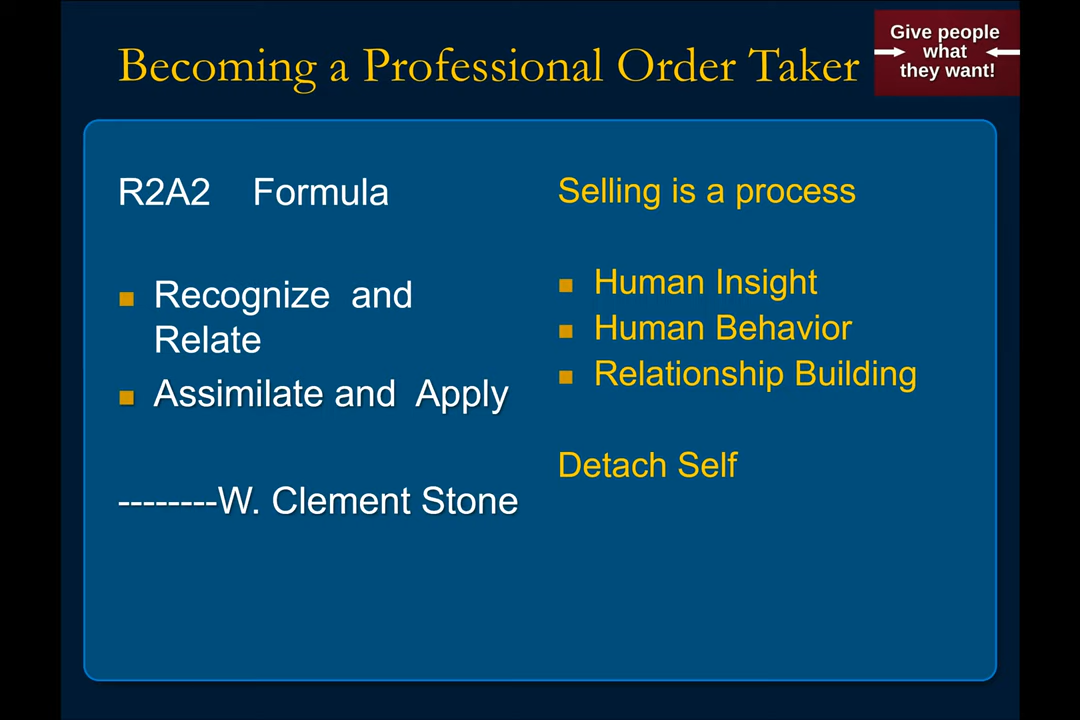 Becoming a Professional Order Taker
Give people
what
they want!
R2A2 Formula
Recognize and
Relate
Assimilate and Apply
--------W. Clement Stone
Selling is a process
Human Insight
Human Behavior
Relationship Building
Detach Self